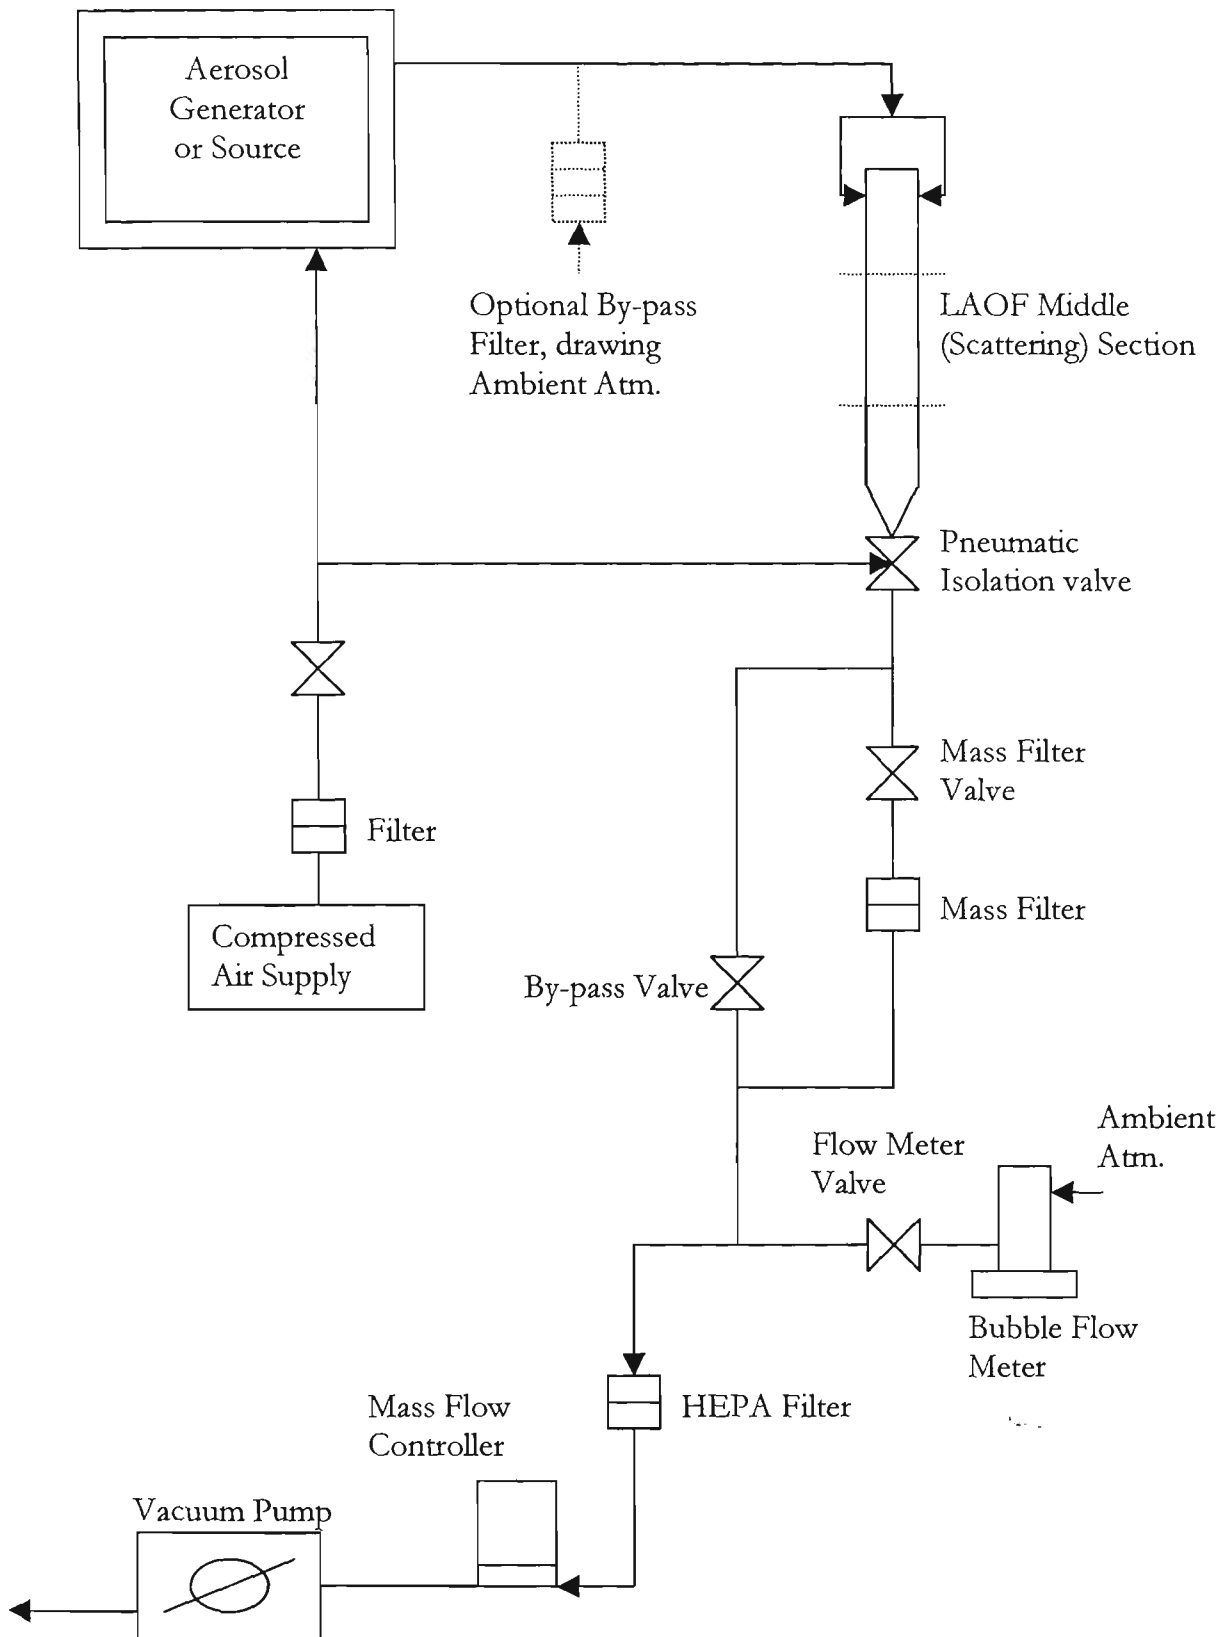 Aerosol
Generator
or Source
Optional By-pass
Filter, drawing
Ambient Atm.
LAOF Middle
(Scattering) Section
Pneumatic
Isolation valve
Mass Filter
Valve
Filter
Mass Filter
Compressed
Air Supply
By-pass Valve
Ambient
Atm.
Flow Meter
Valve
Bubble Flow
Meter
HEPA Filter
Mass Flow
Controller
Vacuum Pump